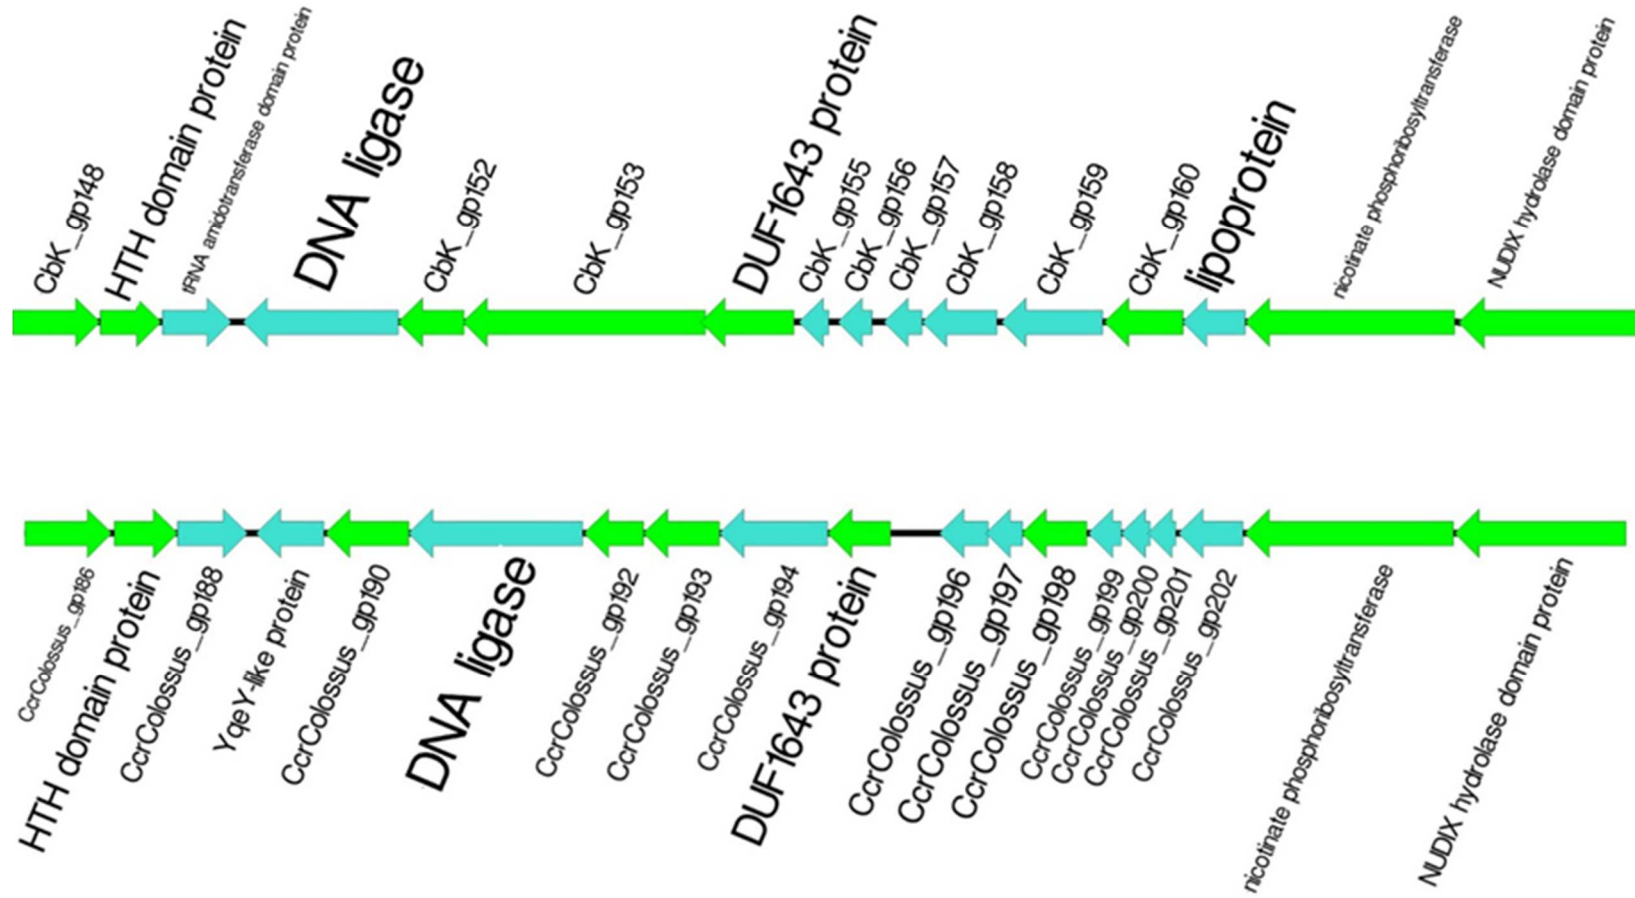 CbK_gp148
HTH domain protein
tRNA amidotransferase domain protein
DNA ligase
CbK_gp152
CbK_gp153
DUF1643 protein
CbK_gp155
CbK_gp156
CbK_gp157
CbK_gp158
CbK_gp159
CbK_gp160
lipoprotein
nicotinate phosphoribosyltransferase
NUDIX hydrolase domain protein
CcrColossus_gp186
HTH domain protein
CcrColossus_gp188
YqeY-like protein
CcrColossus_gp190
DNA ligase
CcrColossus_gp192
CcrColossus_gp193
CcrColossus_gp194
DUF1643 protein
CcrColossus_gp196
CcrColossus_gp197
CcrColossus_gp198
CcrColossus_gp199
CcrColossus_gp200
CcrColossus_gp201
CcrColossus_gp202
nicotinate phosphoribosyltransferase
NUDIX hydrolase domain protein